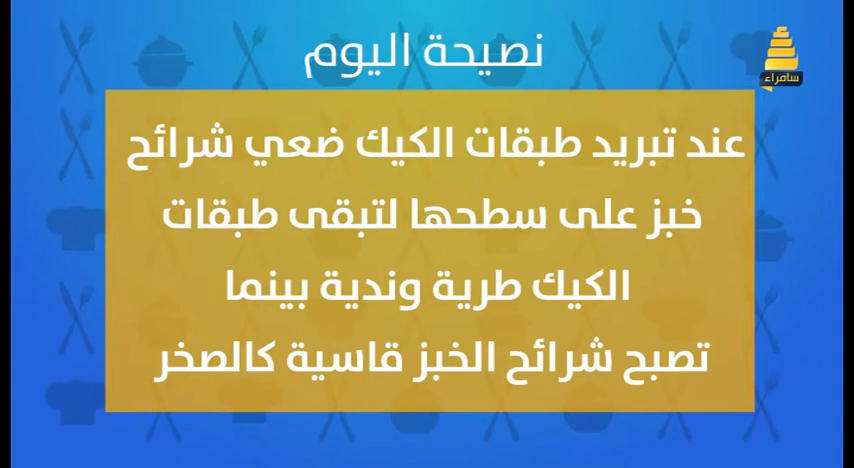 نصيحة اليوم
سامراء
عند تبريد طبقات الكيك ضعي شرائح
خبز على سطحها لتبقى طبقات
الكيك طرية وندية بينما
تصبح شرائح الخبز قاسية كالصخر